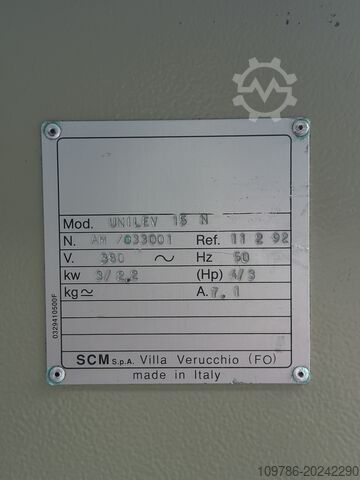 Mod. UNILEV 15 N
N. AM /033001 Ref. 11 2 92
V. 380 ~ Hz 50
kw 3/2,2 (Hp) 4/3
kg≃ A. 7,1
SCM S.p.A. Villa Verucchio (FO)
made in Italy
0329410500F
109786-20242290